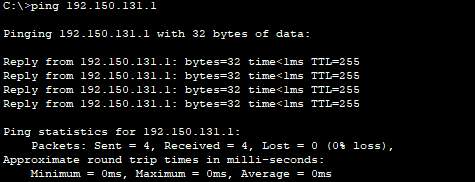 C:\>ping 192.150.131.1
Pinging 192.150.131.1 with 32 bytes of data:
Reply from 192.150.131.1: bytes=32 time<1ms TTL=255
Reply from 192.150.131.1: bytes=32 time<1ms TTL=255
Reply from 192.150.131.1: bytes=32 time<1ms TTL=255
Reply from 192.150.131.1: bytes=32 time<1ms TTL=255
Ping statistics for 192.150.131.1:
    Packets: Sent = 4, Received = 4, Lost = 0 (0% loss),
Approximate round trip times in milli-seconds:
    Minimum = 0ms, Maximum = 0ms, Average = 0ms